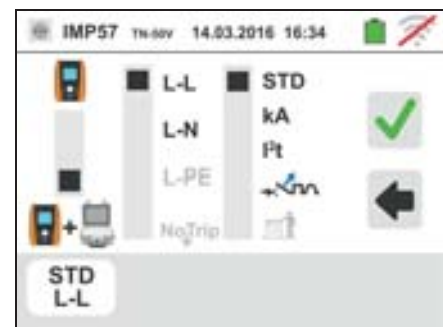 IMP57 TN-50V 14.03.2016 16:34
L-L STD
L-N kA
I²t
L-PE
NoTrip
STD
L-L